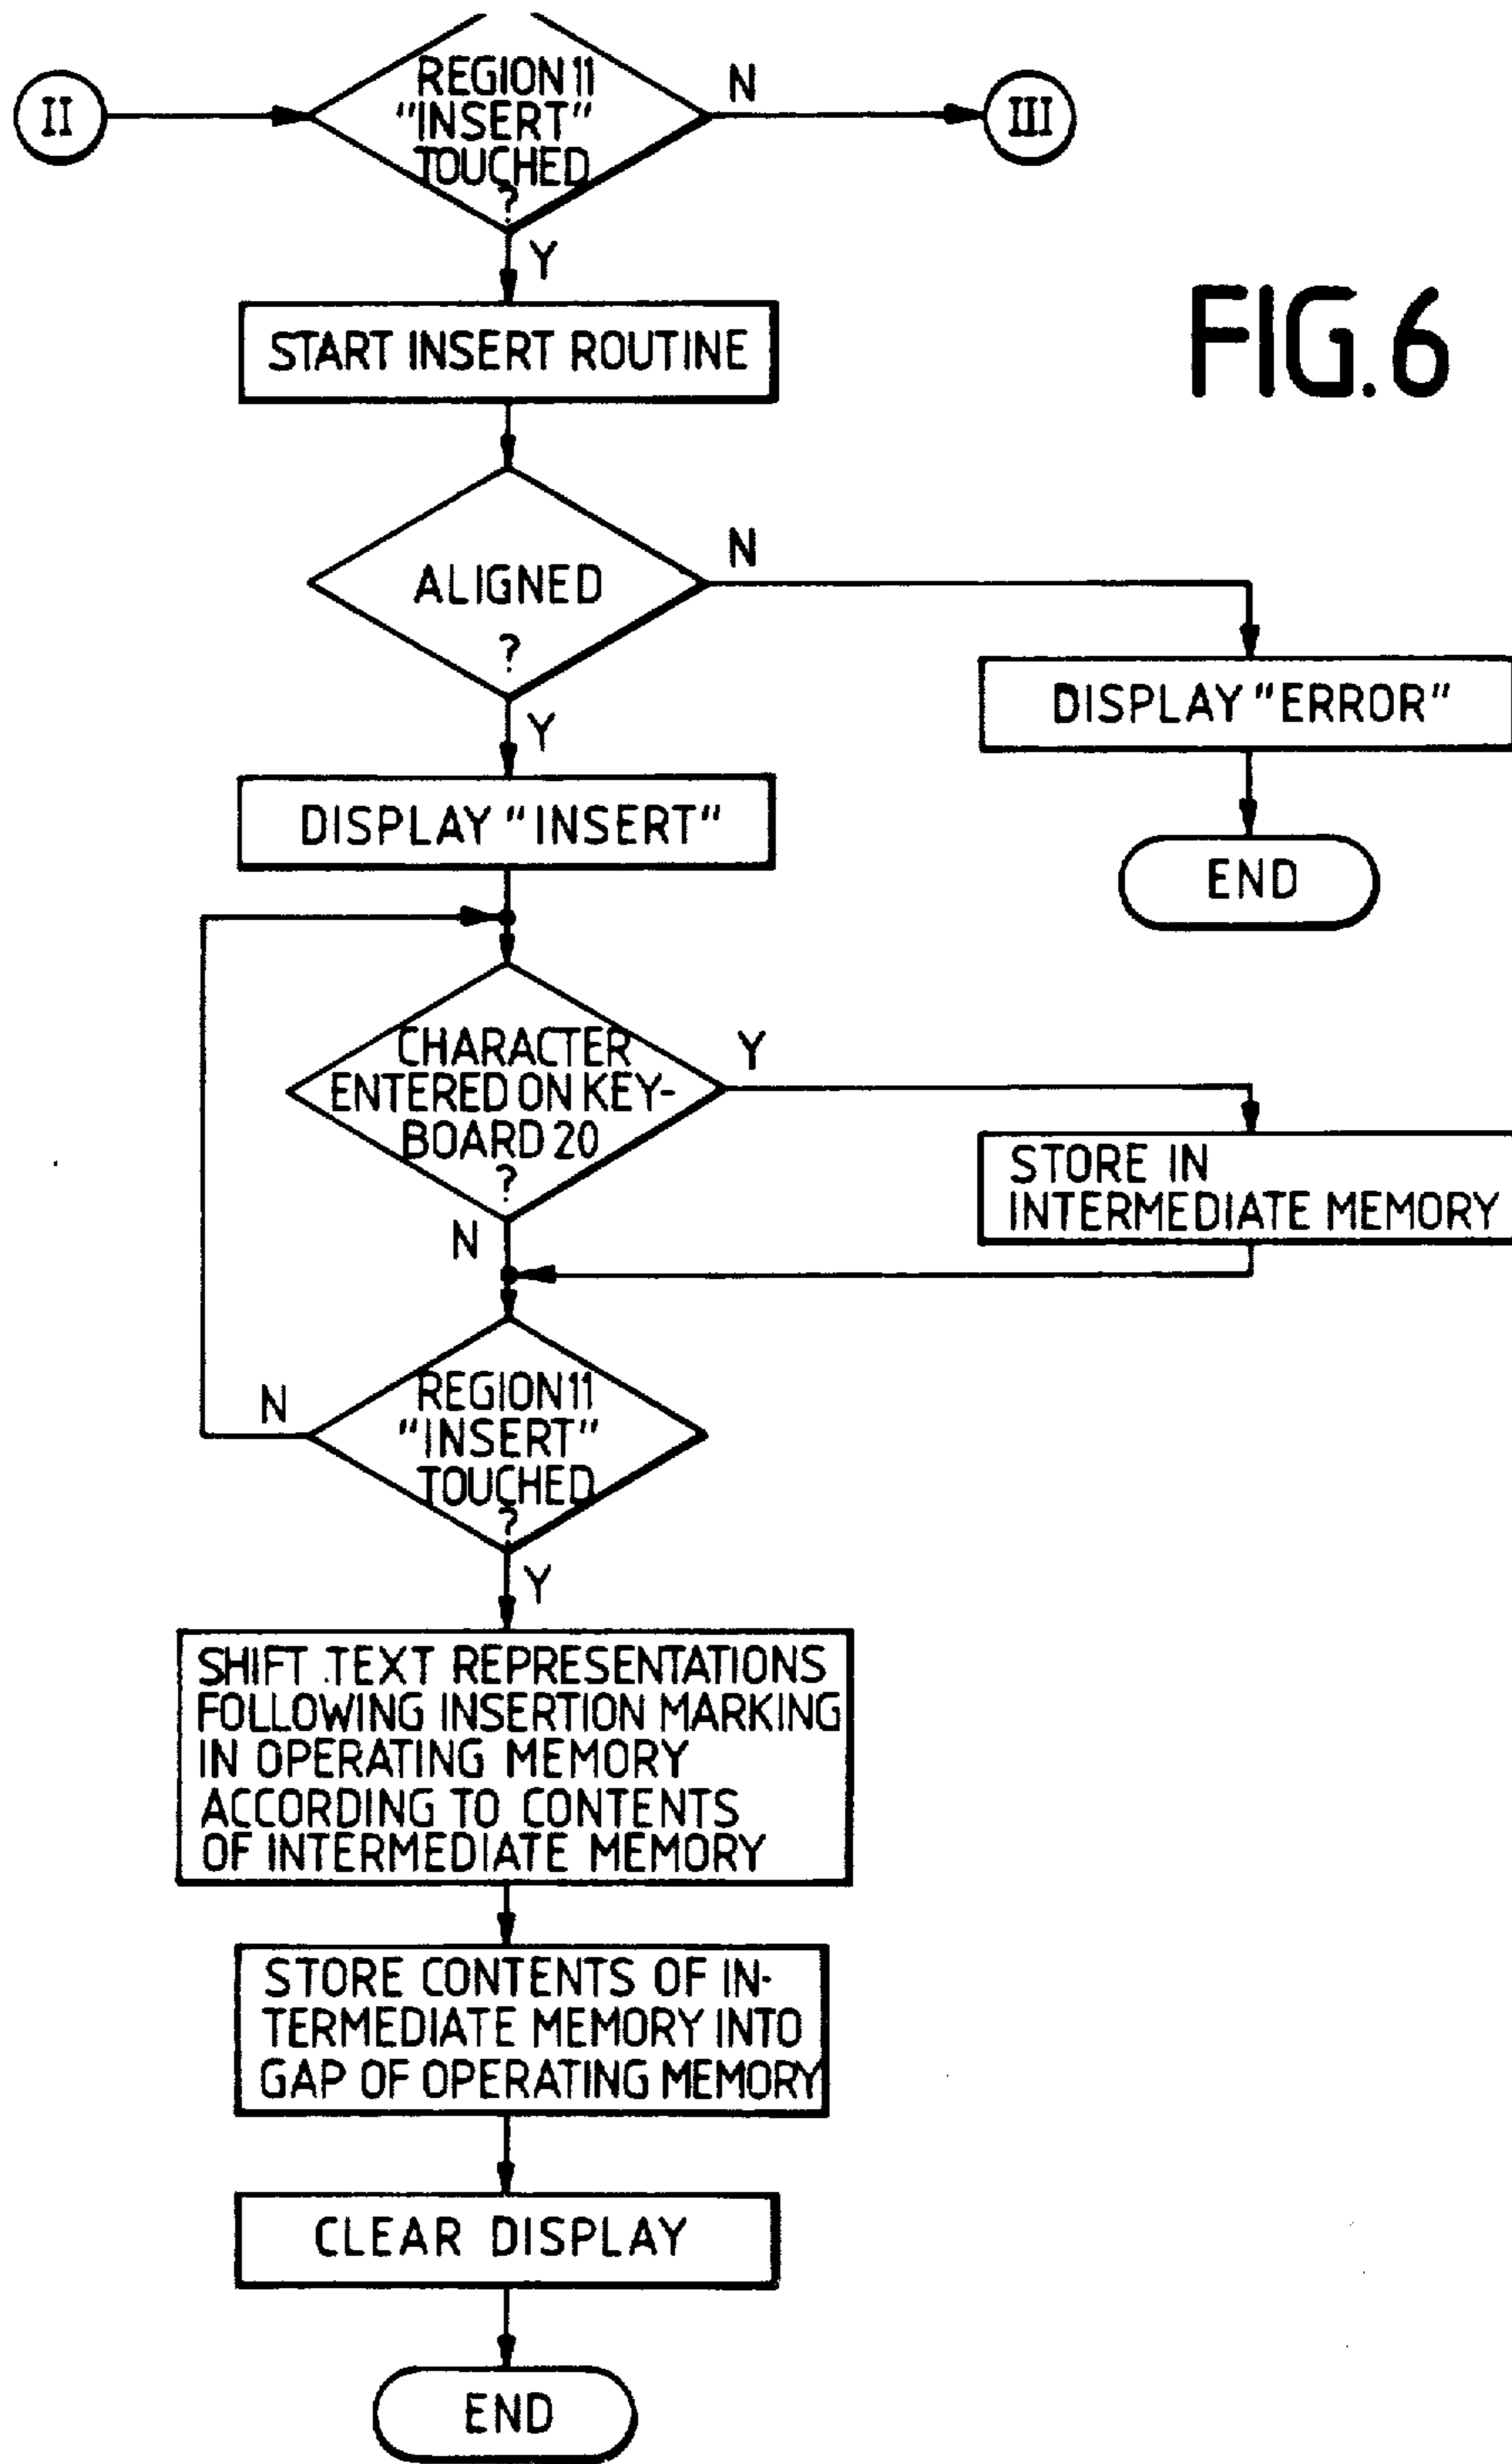 REGION 11
"INSERT"
TOUCHED
?
II
N
III
Y
START INSERT ROUTINE
FIG. 6
ALIGNED
?
N
Y
DISPLAY "ERROR"
DISPLAY "INSERT"
END
CHARACTER
ENTERED ON KEY-
BOARD 20
?
Y
N
STORE IN
INTERMEDIATE MEMORY
REGION 11
"INSERT"
TOUCHED
?
N
Y
SHIFT TEXT REPRESENTATIONS
FOLLOWING INSERTION MARKING
IN OPERATING MEMORY
ACCORDING TO CONTENTS
OF INTERMEDIATE MEMORY
STORE CONTENTS OF IN-
TERMEDIATE MEMORY INTO
GAP OF OPERATING MEMORY
CLEAR DISPLAY
END